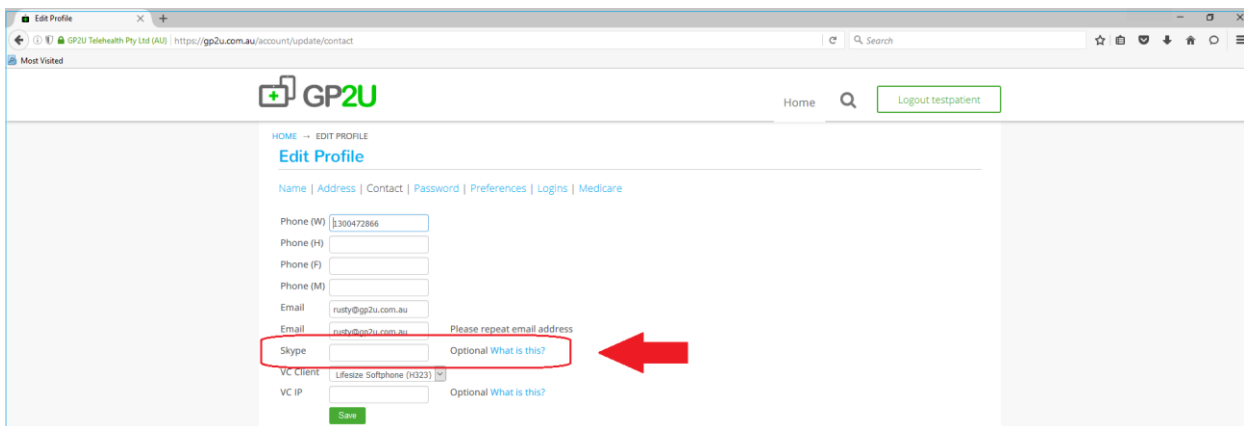 Edit Profile
GP2U Telehealth Pty Ltd (AU) https://gp2u.com.au/account/update/contact
Search
Most Visited
GP2U
Home
Logout testpatient
HOME → EDIT PROFILE
Edit Profile
Name | Address | Contact | Password | Preferences | Logins | Medicare
Phone (W) 1300472866
Phone (H)
Phone (F)
Phone (M)
Email rusty@gp2u.com.au
Email rusty@gp2u.com.au Please repeat email address
Skype Optional What is this?
VC Client Lifesize Softphone (H323)
VC IP Optional What is this?
Save